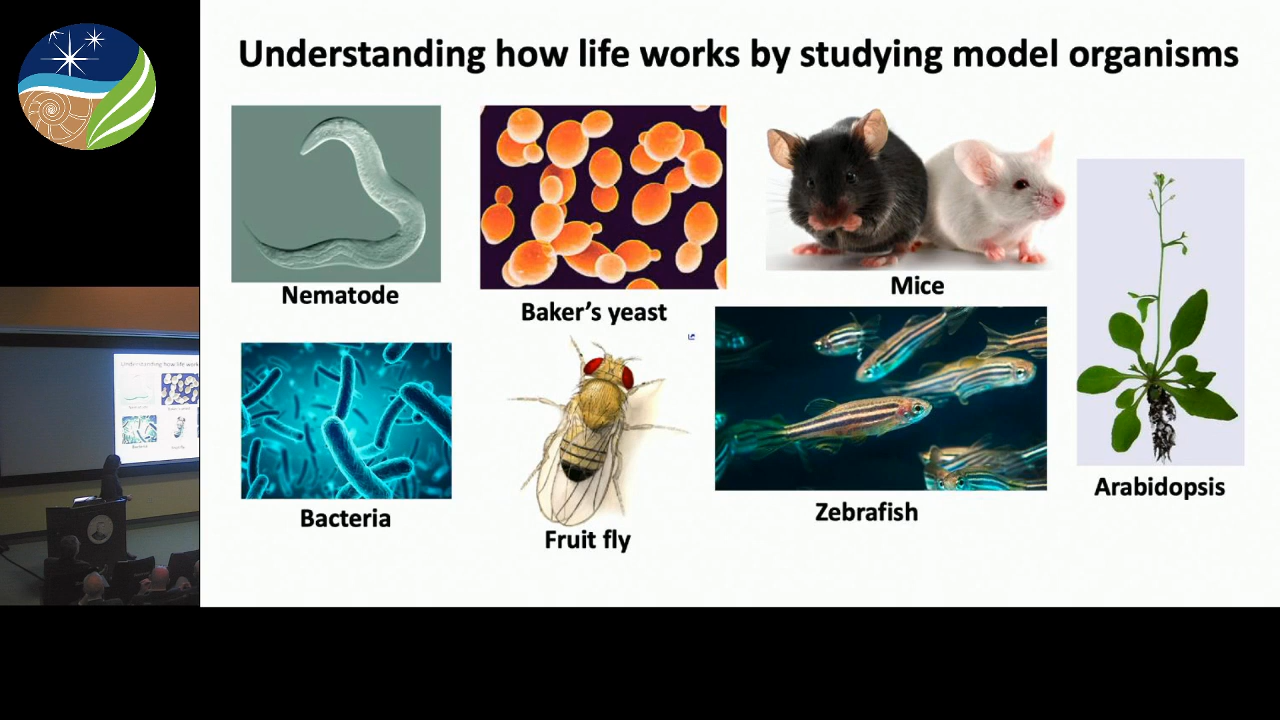 Understanding how life works by studying model organisms
Nematode
Baker's yeast
Mice
Bacteria
Fruit fly
Zebrafish
Arabidopsis